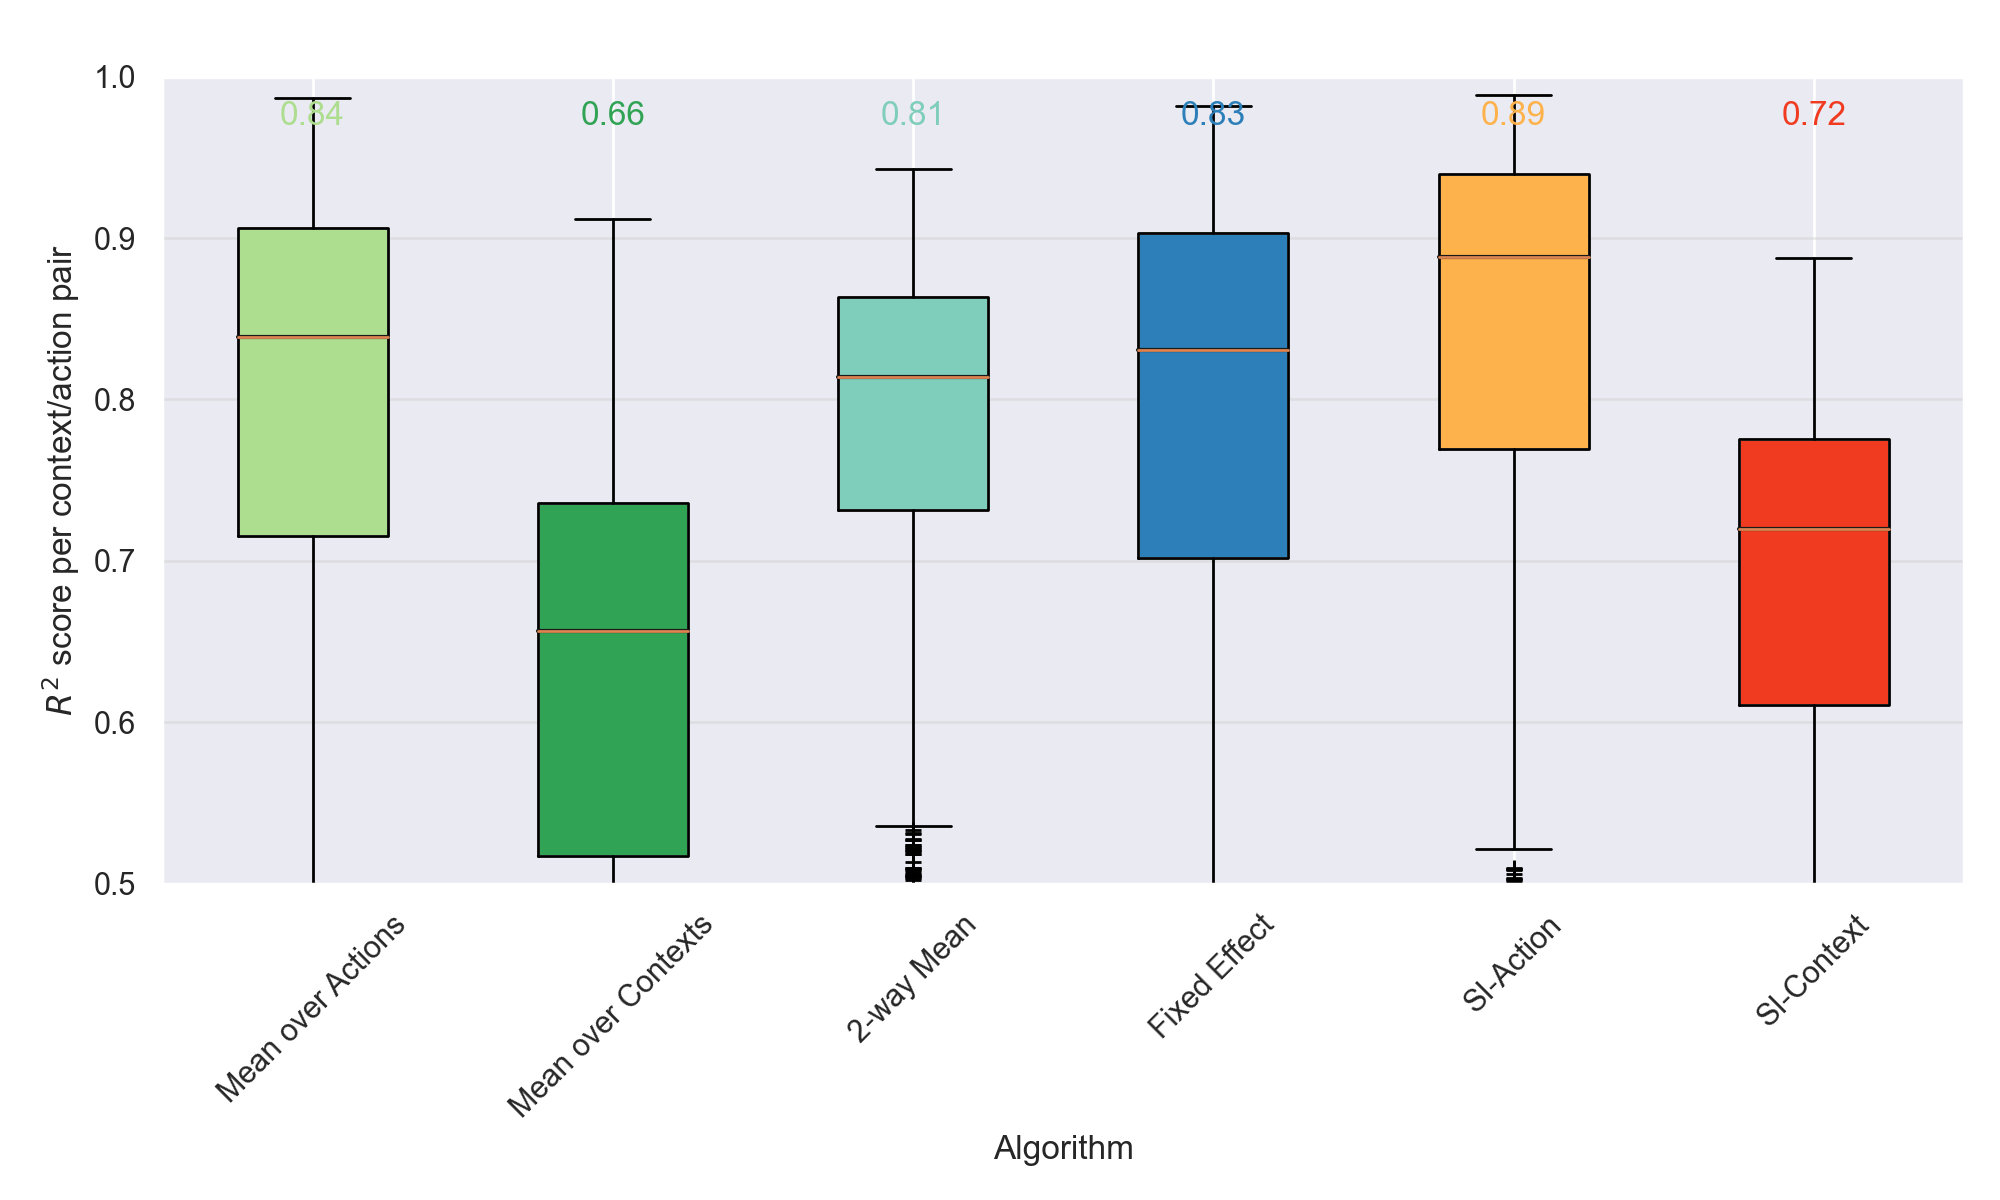 0.84 0.66 0.81 0.83 0.89 0.72
1.0
0.9
0.8
0.7
0.6
0.5
R² score per context/action pair
Mean over Actions
Mean over Contexts
2-way Mean
Fixed Effect
SI-Action
SI-Context
Algorithm